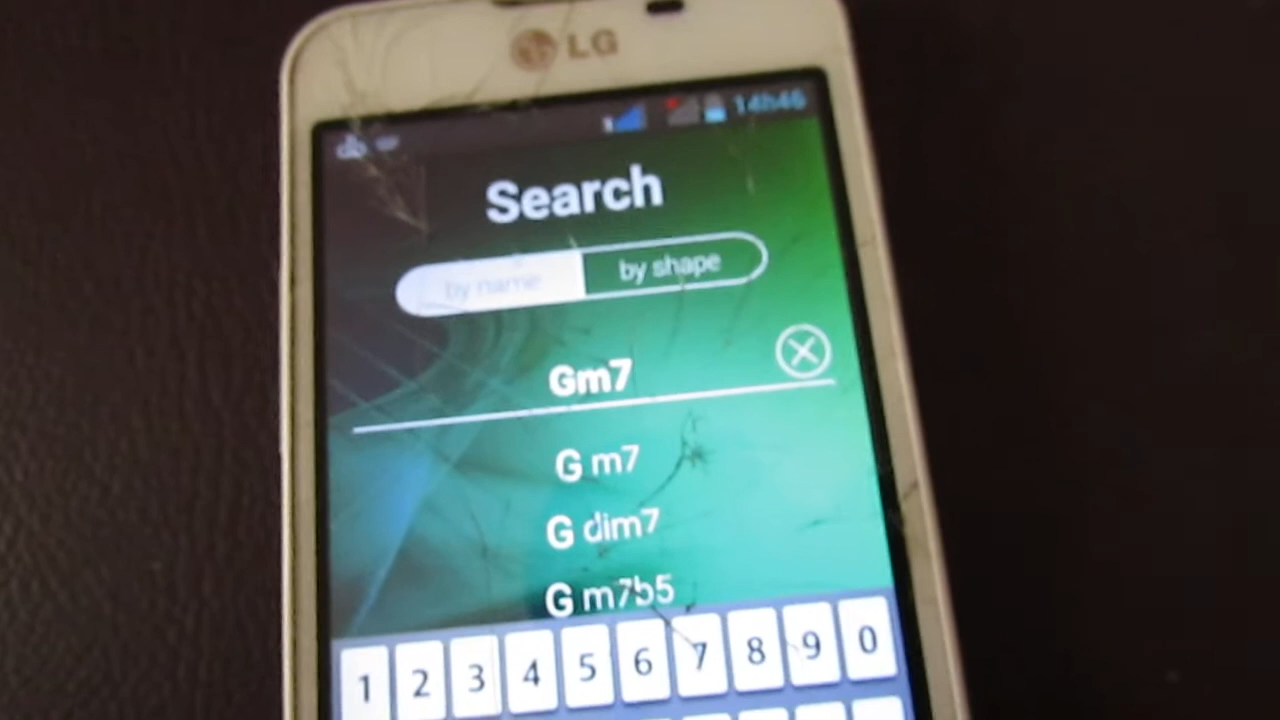 LG
14h46
Search
by name by shape
Gm7
G m7
G dim7
G m7b5
1 2 3 4 5 6 7 8 9 0